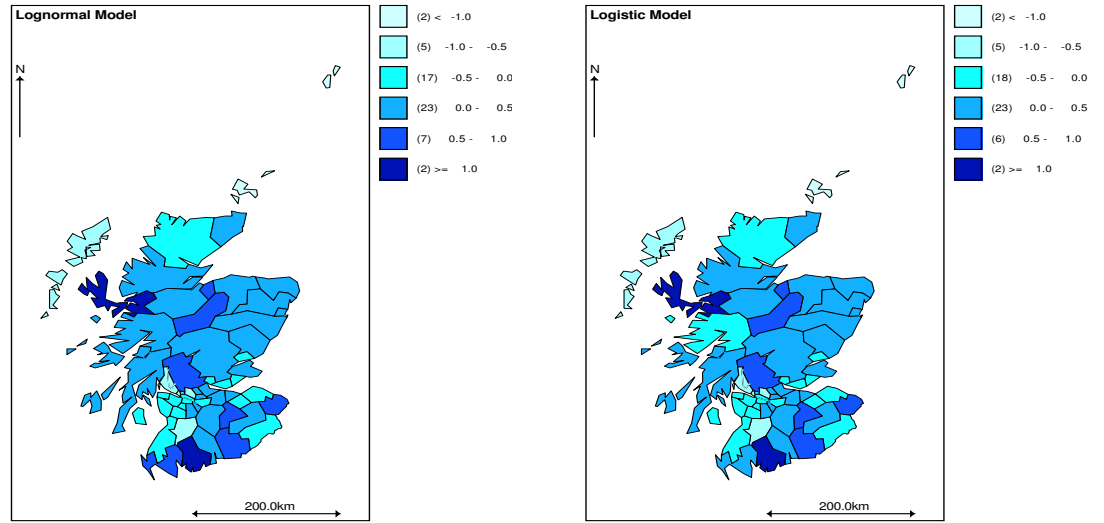 Lognormal Model
(2) < -1.0
(5) -1.0 - -0.5
(17) -0.5 - 0.0
(23) 0.0 - 0.5
(7) 0.5 - 1.0
(2) >= 1.0
N
200.0km
Logistic Model
(2) < -1.0
(5) -1.0 - -0.5
(18) -0.5 - 0.0
(23) 0.0 - 0.5
(6) 0.5 - 1.0
(2) >= 1.0
N
200.0km